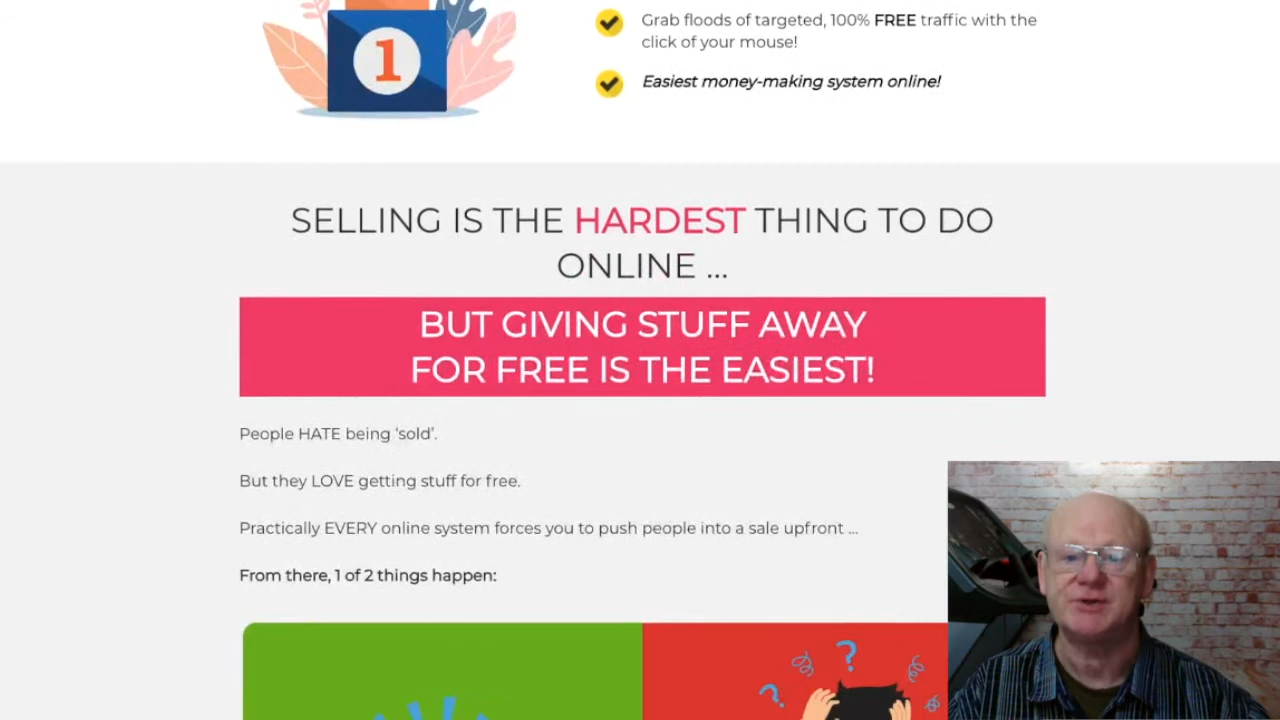 1
Grab floods of targeted, 100% FREE traffic with the
click of your mouse!
Easiest money-making system online!
SELLING IS THE HARDEST THING TO DO
ONLINE ...
BUT GIVING STUFF AWAY
FOR FREE IS THE EASIEST!
People HATE being ‘sold’.
But they LOVE getting stuff for free.
Practically EVERY online system forces you to push people into a sale upfront ...
From there, 1 of 2 things happen:
? ?